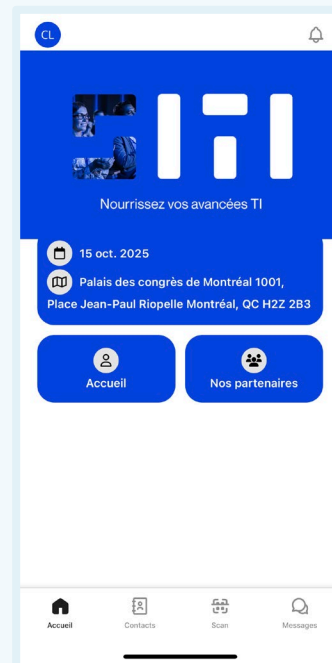 CL
5ITI
Nourrissez vos avancées TI
15 oct. 2025
Palais des congrès de Montréal 1001,
Place Jean-Paul Riopelle Montréal, QC H2Z 2B3
Accueil
Nos partenaires
Accueil
Contacts
Scan
Messages